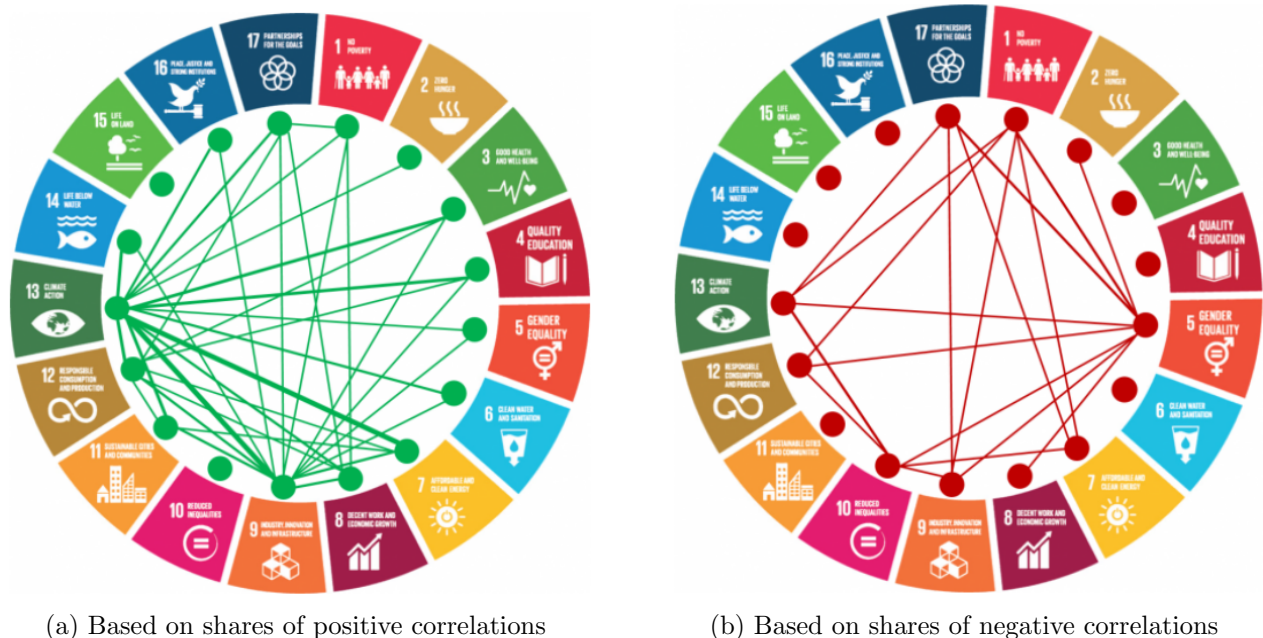 17 PARTNERSHIPS
FOR THE GOALS
1 NO
POVERTY
2 ZERO
HUNGER
3 GOOD HEALTH
AND WELL-BEING
4 QUALITY
EDUCATION
5 GENDER
EQUALITY
6 CLEAN WATER
AND SANITATION
7 AFFORDABLE AND
CLEAN ENERGY
8 DECENT WORK AND
ECONOMIC GROWTH
9 INDUSTRY, INNOVATION
AND INFRASTRUCTURE
10 REDUCED
INEQUALITIES
11 SUSTAINABLE CITIES
AND COMMUNITIES
12 RESPONSIBLE
CONSUMPTION
AND PRODUCTION
13 CLIMATE
ACTION
14 LIFE BELOW
WATER
15 LIFE
ON LAND
16 PEACE, JUSTICE AND
STRONG INSTITUTIONS
(a) Based on shares of positive correlations
17 PARTNERSHIPS
FOR THE GOALS
1 NO
POVERTY
2 ZERO
HUNGER
3 GOOD HEALTH
AND WELL-BEING
4 QUALITY
EDUCATION
5 GENDER
EQUALITY
6 CLEAN WATER
AND SANITATION
7 AFFORDABLE AND
CLEAN ENERGY
8 DECENT WORK AND
ECONOMIC GROWTH
9 INDUSTRY, INNOVATION
AND INFRASTRUCTURE
10 REDUCED
INEQUALITIES
11 SUSTAINABLE CITIES
AND COMMUNITIES
12 RESPONSIBLE
CONSUMPTION
AND PRODUCTION
13 CLIMATE
ACTION
14 LIFE BELOW
WATER
15 LIFE
ON LAND
16 PEACE, JUSTICE AND
STRONG INSTITUTIONS
(b) Based on shares of negative correlations